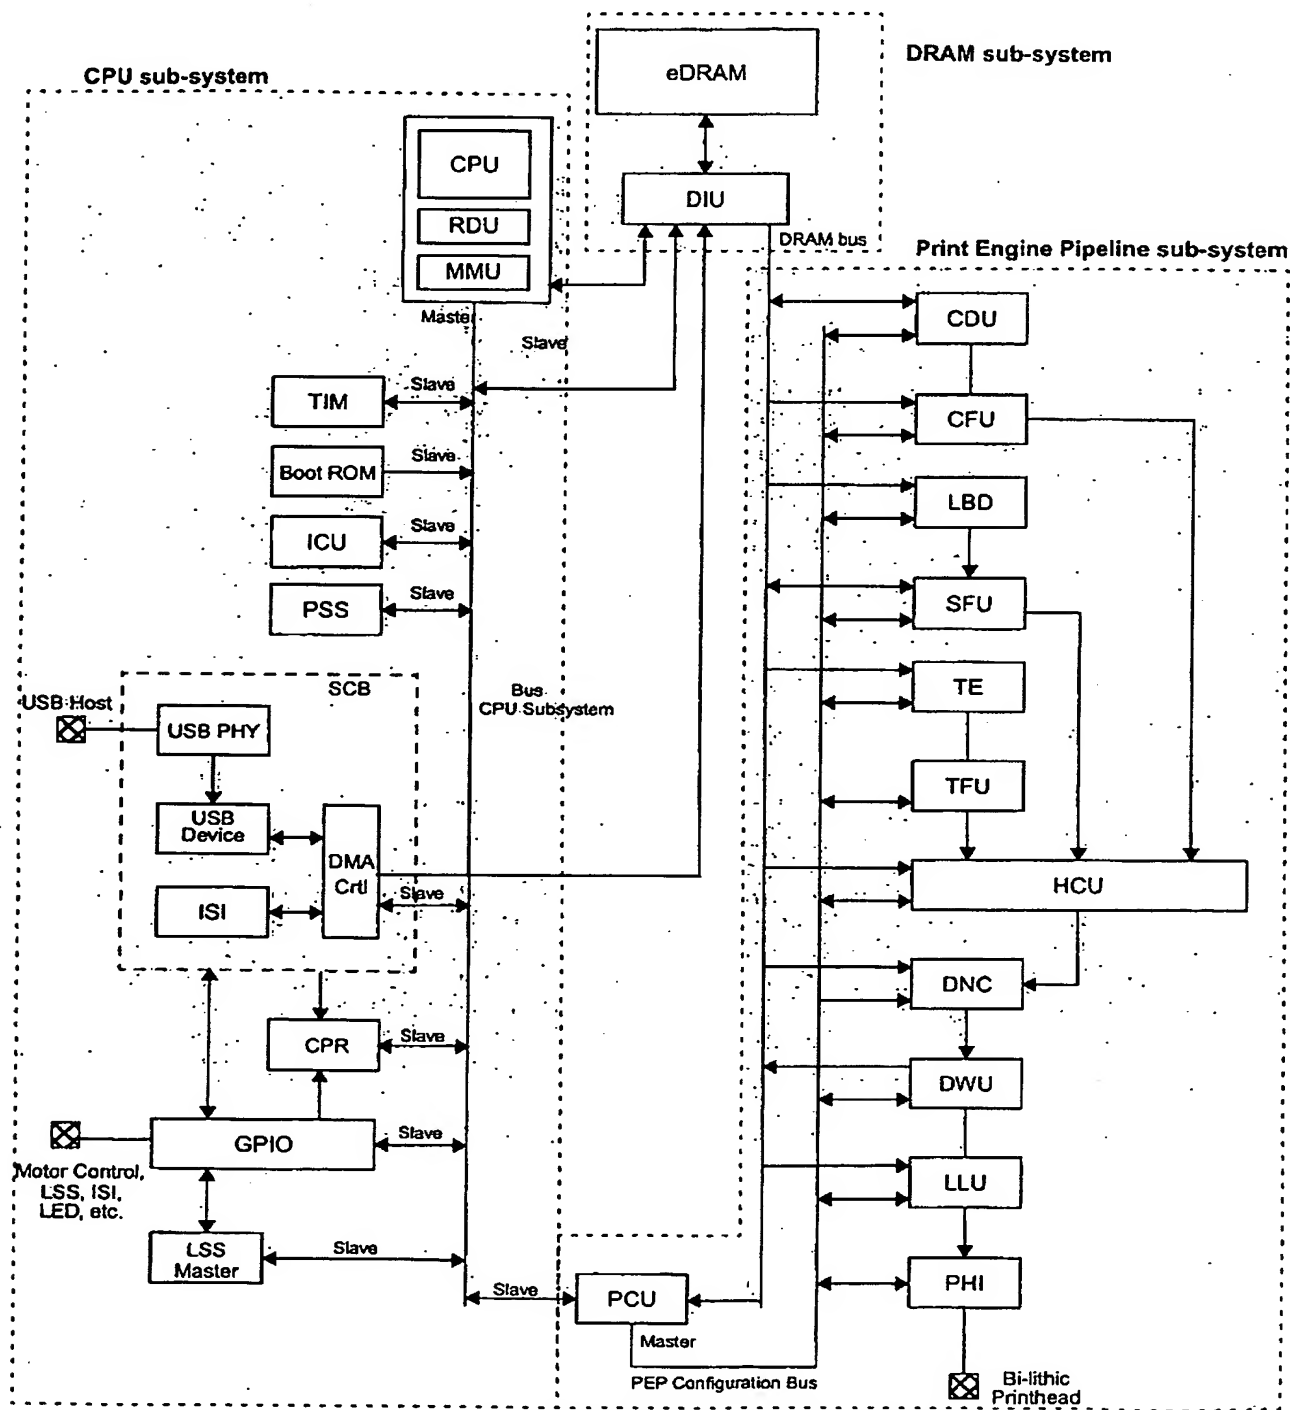 CPU sub-system
DRAM sub-system
eDRAM
CPU
RDU
MMU
DIU
DRAM bus
Print Engine Pipeline sub-system
Master
Slave
CDU
TIM
Slave
CFU
Boot ROM
Slave
LBD
ICU
Slave
PSS
Slave
SFU
SCB
Bus
CPU Subsystem
TE
USB Host
USB PHY
TFU
USB
Device
DMA
Crtl
Slave
HCU
ISI
DNC
CPR
Slave
DWU
GPIO
Slave
Motor Control,
LSS, ISI,
LED, etc.
LLU
LSS
Master
Slave
Slave
PCU
Master
PHI
PEP Configuration Bus
Bi-lithic
Printhead